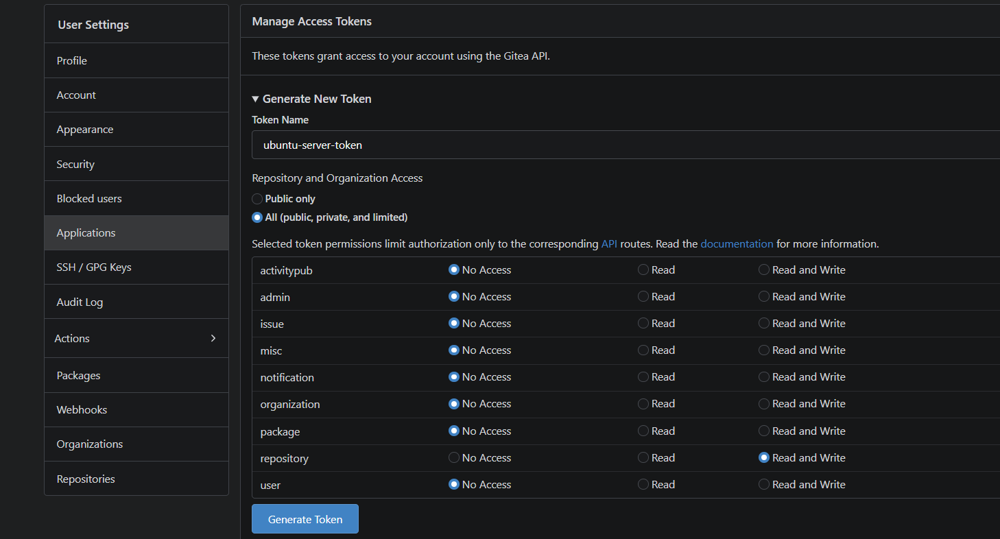 User Settings
Profile
Account
Appearance
Security
Blocked users
Applications
SSH / GPG Keys
Audit Log
Actions
Packages
Webhooks
Organizations
Repositories
Manage Access Tokens
These tokens grant access to your account using the Gitea API.
Generate New Token
Token Name
ubuntu-server-token
Repository and Organization Access
Public only
All (public, private, and limited)
Selected token permissions limit authorization only to the corresponding API routes. Read the documentation for more information.
activitypub No Access Read Read and Write
admin No Access Read Read and Write
issue No Access Read Read and Write
misc No Access Read Read and Write
notification No Access Read Read and Write
organization No Access Read Read and Write
package No Access Read Read and Write
repository No Access Read Read and Write
user No Access Read Read and Write
Generate Token